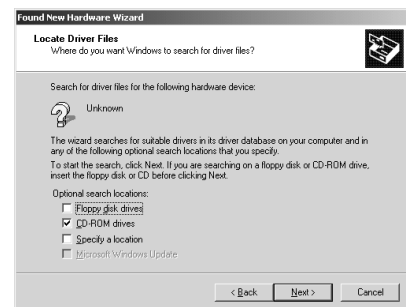 Found New Hardware Wizard
Locate Driver Files
Where do you want Windows to search for driver files?
Search for driver files for the following hardware device:
Unknown
The wizard searches for suitable drivers in its driver database on your computer and in
any of the following optional search locations that you specify.
To start the search, click Next. If you are searching on a floppy disk or CD-ROM drive,
insert the floppy disk or CD before clicking Next.
Optional search locations:
Floppy disk drives
CD-ROM drives
Specify a location
Microsoft Windows Update
< Back Next > Cancel